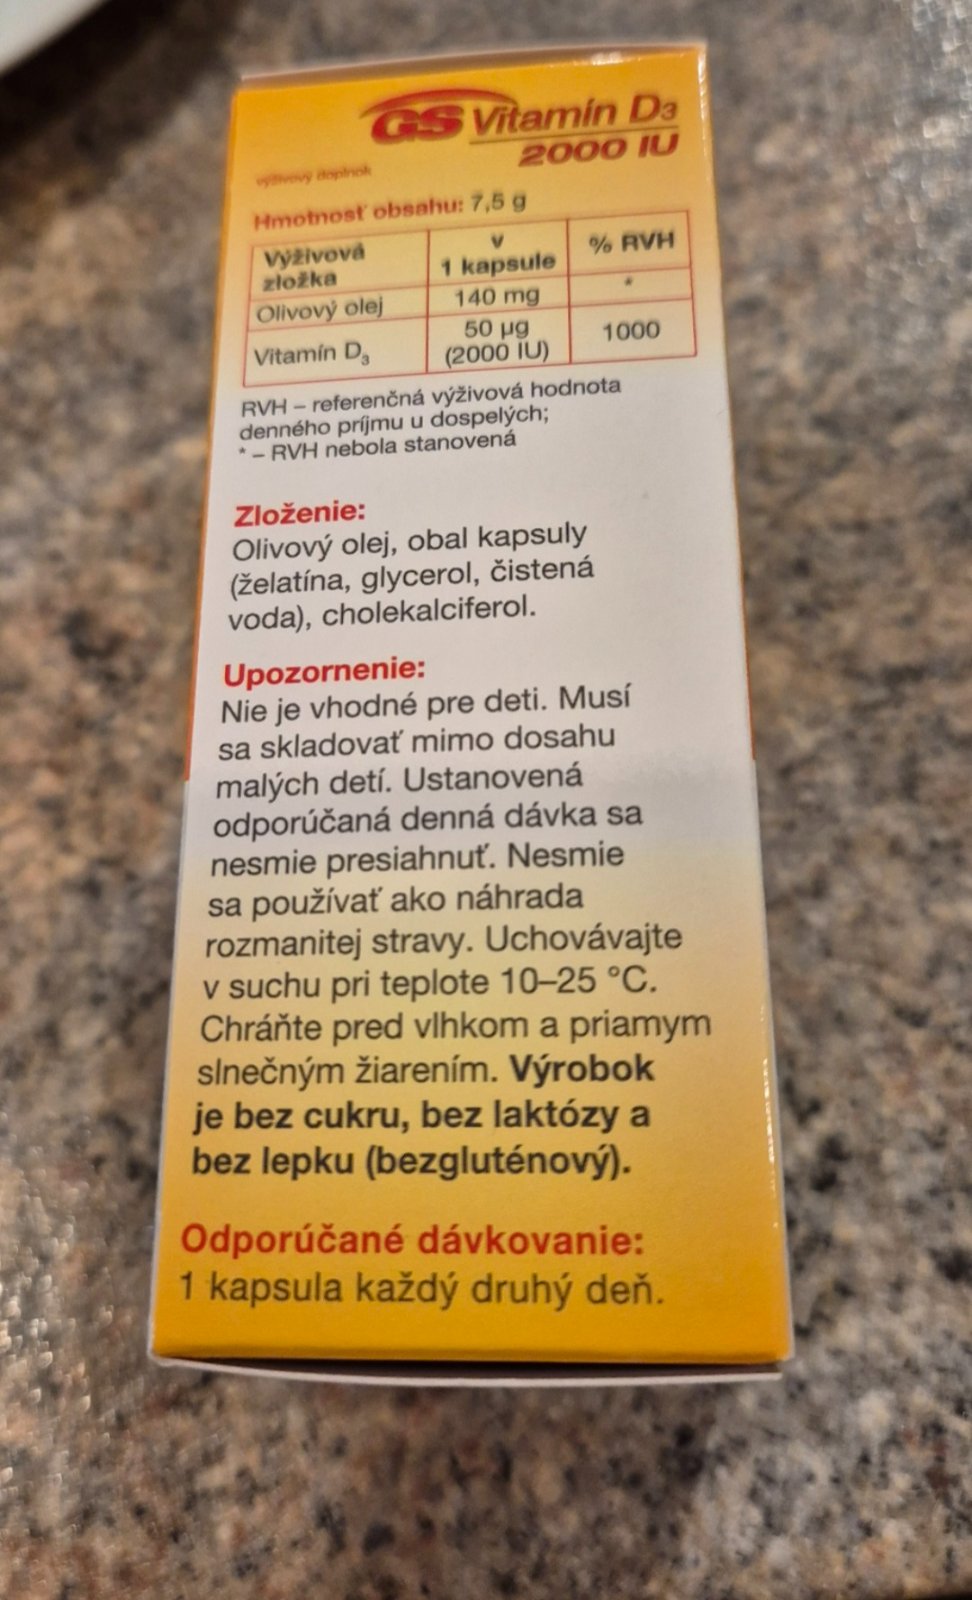 GS Vitamín D3
2000 IU
výživový doplnok
Hmotnosť obsahu: 7,5 g
Výživová zložka | v 1 kapsule | % RVH
Olivový olej | 140 mg | *
Vitamín D3 | 50 µg (2000 IU) | 1000
RVH – referenčná výživová hodnota
denného príjmu u dospelých;
* – RVH nebola stanovená
Zloženie:
Olivový olej, obal kapsuly
(želatína, glycerol, čistená
voda), cholekalciferol.
Upozornenie:
Nie je vhodné pre deti. Musí
sa skladovať mimo dosahu
malých detí. Ustanovená
odporúčaná denná dávka sa
nesmie presiahnuť. Nesmie
sa používať ako náhrada
rozmanitej stravy. Uchovávajte
v suchu pri teplote 10–25 °C.
Chráňte pred vlhkom a priamym
slnečným žiarením. Výrobok
je bez cukru, bez laktózy a
bez lepku (bezgluténový).
Odporúčané dávkovanie:
1 kapsula každý druhý deň.